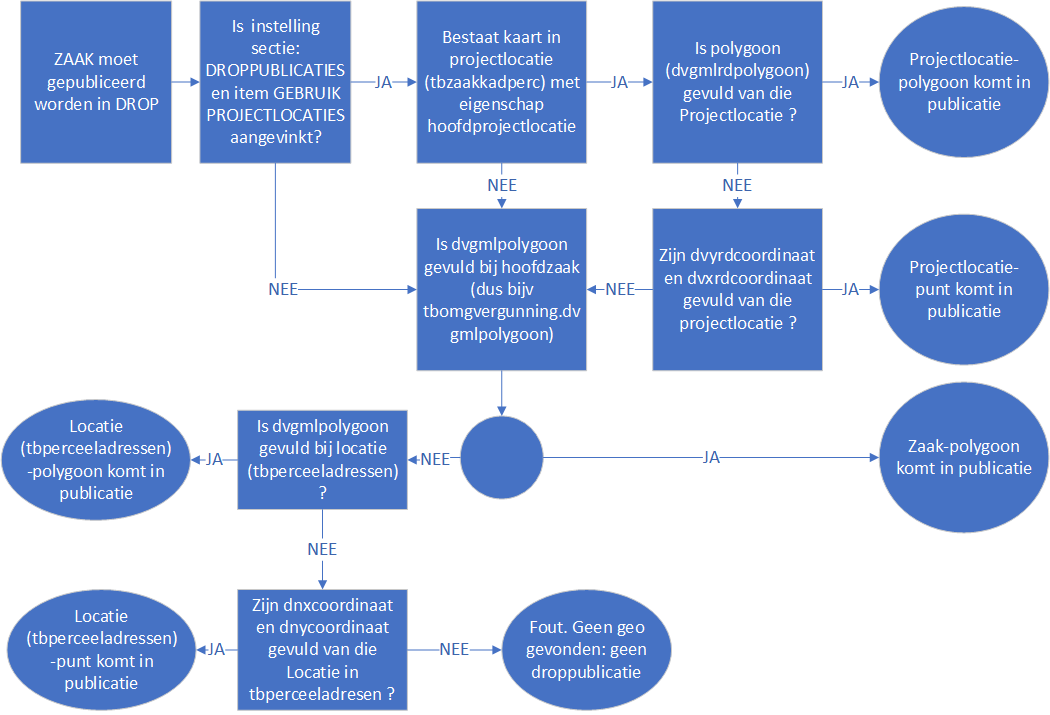 ZAAK moet
gepubliceerd
worden in DROP
Is instelling
sectie:
DROPPUBLICATIES
en item GEBRUIK
PROJECTLOCATIES
aangevinkt?
JA
Bestaat kaart in
projectlocatie
(tbzaakkadperc) met
eigenschap
hoofdprojectlocatie
JA
Is polygoon
(dvgmlrdpolygoon)
gevuld van die
Projectlocatie ?
JA
Projectlocatie-
polygoon komt in
publicatie
NEE
NEE
NEE
Is dvgmlpolygoon
gevuld bij hoofdzaak
(dus bijv
tbomgvergunning.dv
gmlpolygoon)
NEE
Zijn dvyrdcoordinaat
en dvxrdcoordinaat
gevuld van die
projectlocatie ?
JA
Projectlocatie-
punt komt in
publicatie
Locatie
(tbperceeladressen)
-polygoon komt in
publicatie
JA
Is dvgmlpolygoon
gevuld bij locatie
(tbperceeladressen)
?
NEE
JA
Zaak-polygoon
komt in publicatie
NEE
Locatie
(tbperceeladressen)
-punt komt in
publicatie
JA
Zijn dnxcoordinaat
en dnycoordinaat
gevuld van die
Locatie in
tbperceeladresen ?
NEE
Fout. Geen geo
gevonden: geen
droppublicatie